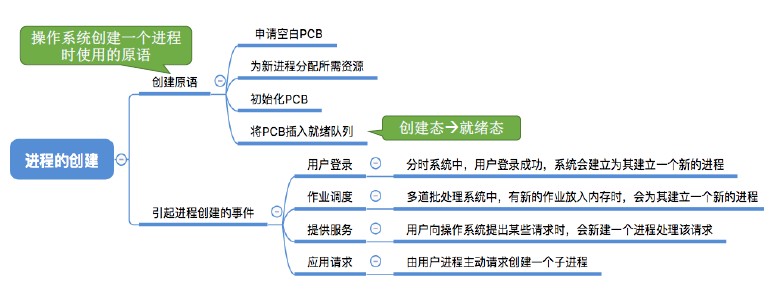 操作系统创建一个进程
时使用的原语
申请空白PCB
为新进程分配所需资源
创建原语
初始化PCB
将PCB插入就绪队列
创建态→就绪态
进程的创建
用户登录
分时系统中，用户登录成功，系统会建立为其建立一个新的进程
作业调度
多道批处理系统中，有新的作业放入内存时，会为其建立一个新的进程
引起进程创建的事件
提供服务
用户向操作系统提出某些请求时，会新建一个进程处理该请求
应用请求
由用户进程主动请求创建一个子进程